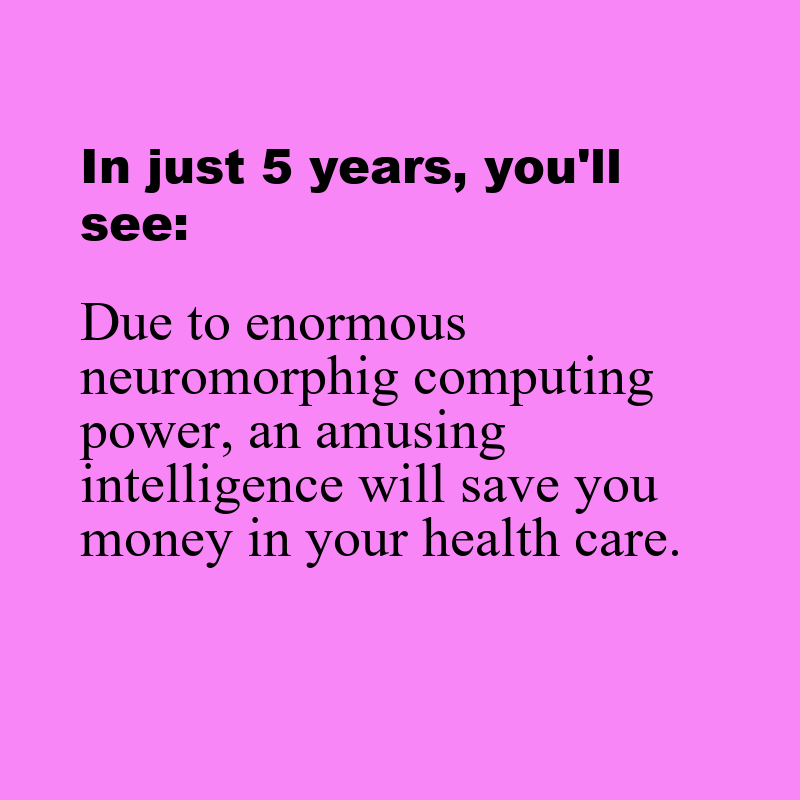 In just 5 years, you'll
see:
Due to enormous
neuromorphig computing
power, an amusing
intelligence will save you
money in your health care.